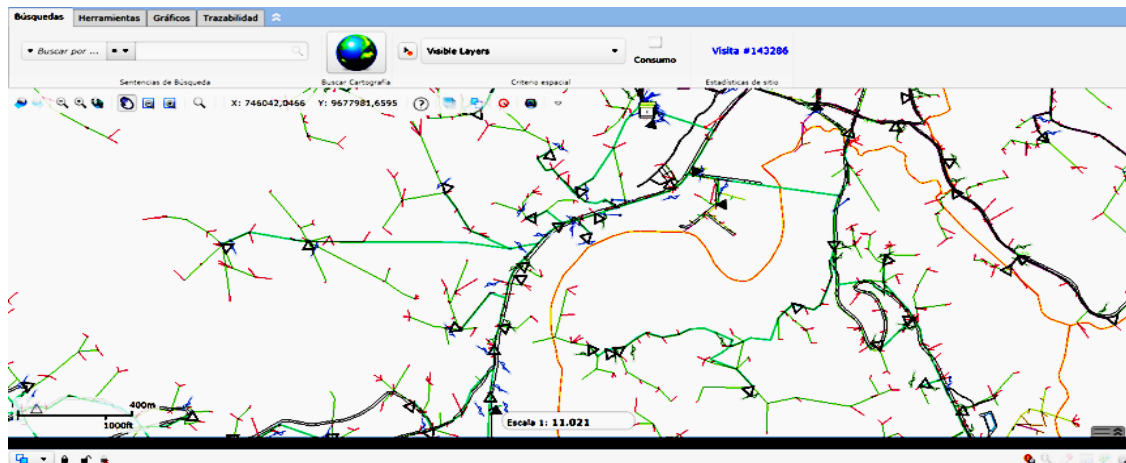 Búsquedas Herramientas Gráficos Trazabilidad
Buscar por ... = Visible Layers Consumo Visita #143286
Sentencias de Búsqueda Buscar Cartografía Criterio espacial Estadísticas de sitio
X: 746042,0466 Y: 9677981,6595
400m
1000ft
Escala 1: 11.021